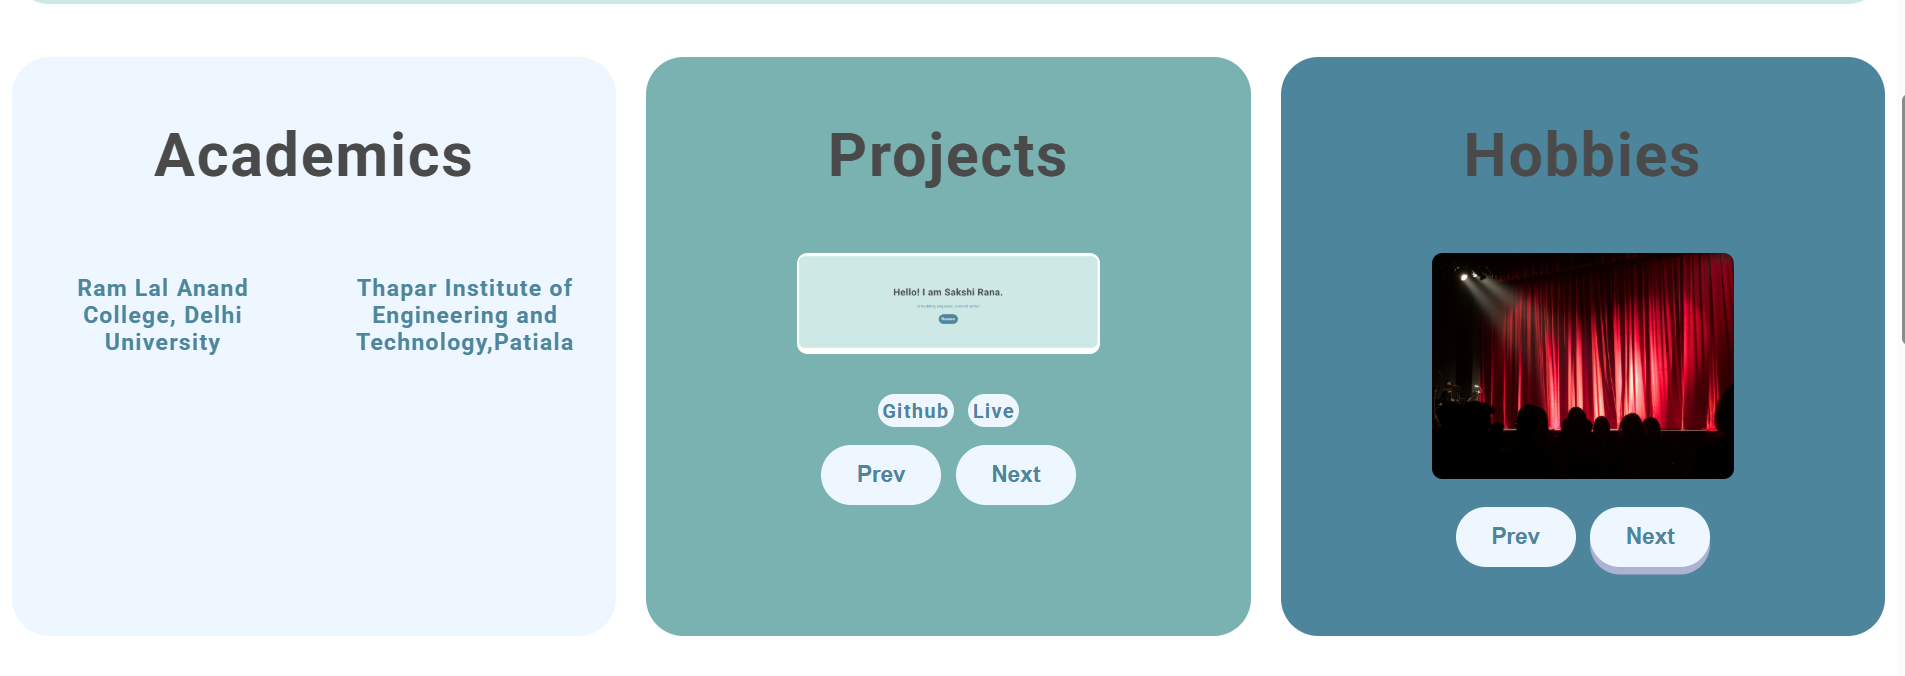 Academics
Ram Lal Anand
College, Delhi
University
Thapar Institute of
Engineering and
Technology,Patiala
Projects
Hello! I am Sakshi Rana.
Github
Live
Prev
Next
Hobbies
Prev
Next